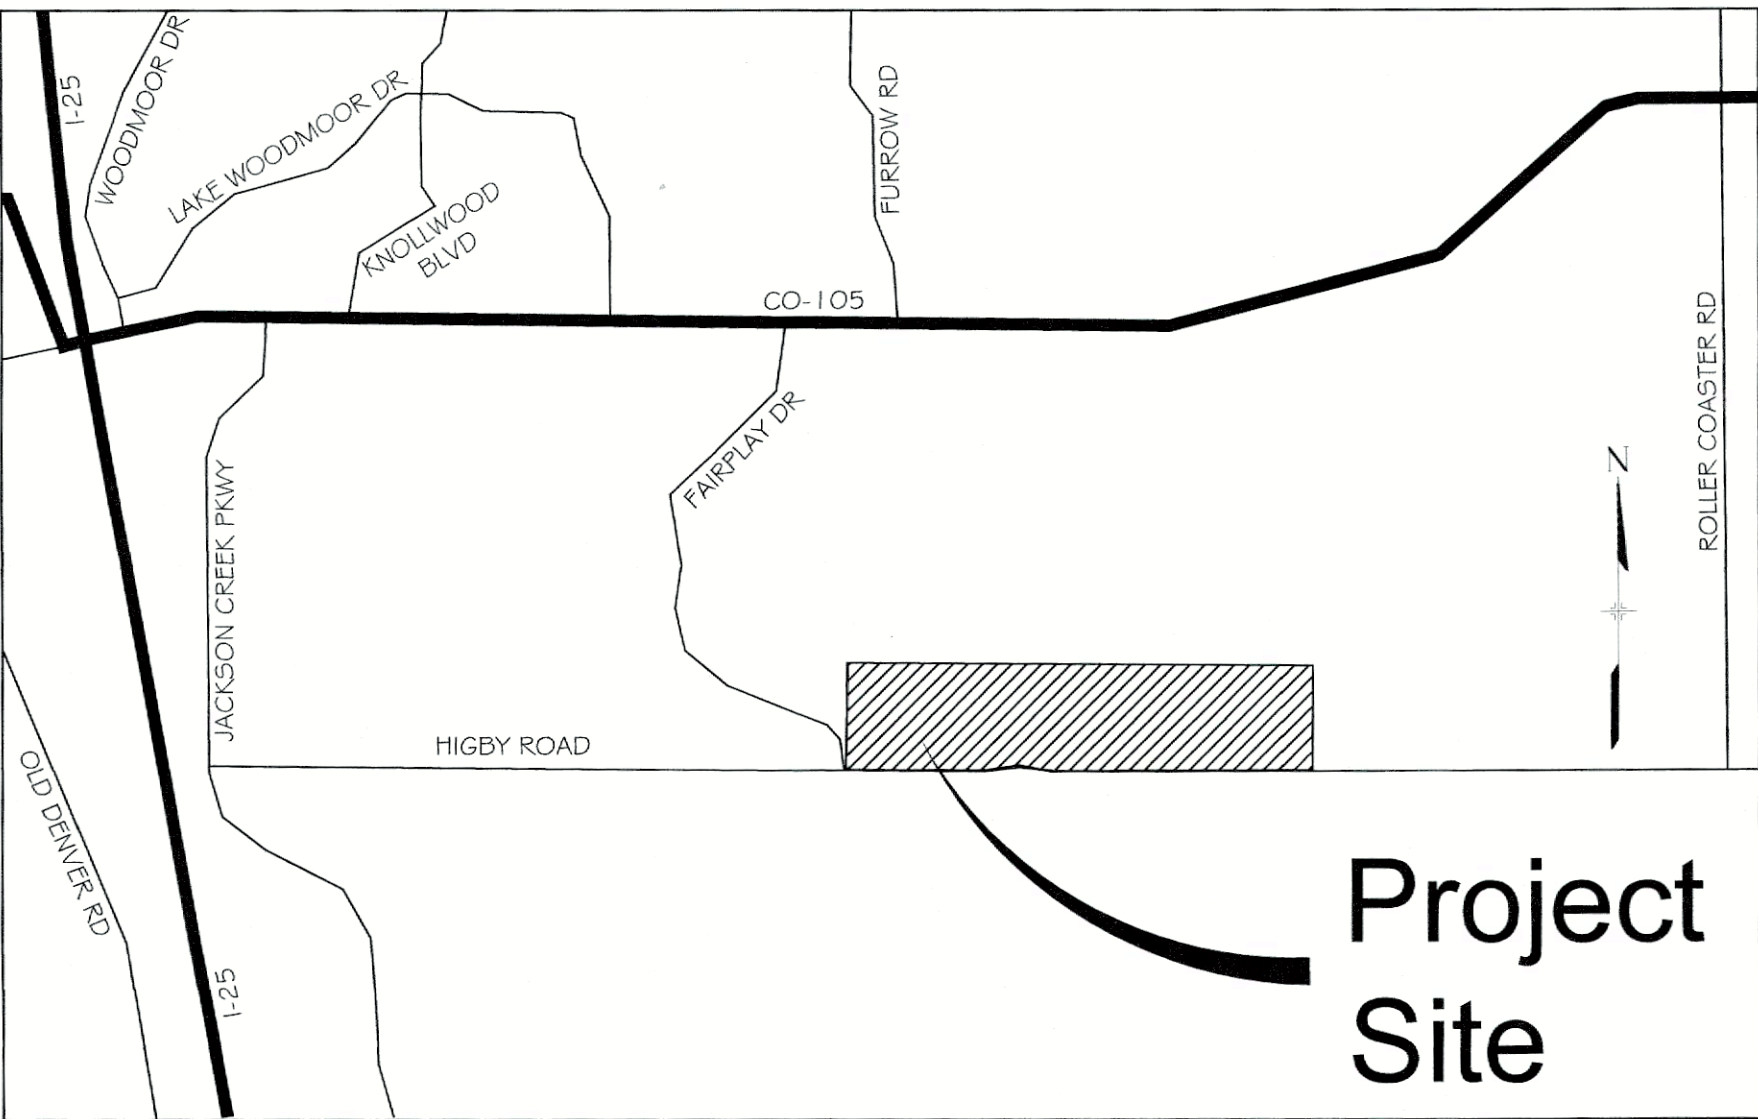 I-25
WOODMOOR DR
LAKE WOODMOOR DR
KNOLLWOOD
BLVD
FURROW RD
CO-105
ROLLER COASTER RD
FAIRPLAY DR
N
JACKSON CREEK PKWY
HIGBY ROAD
OLD DENVER RD
I-25
Project
Site